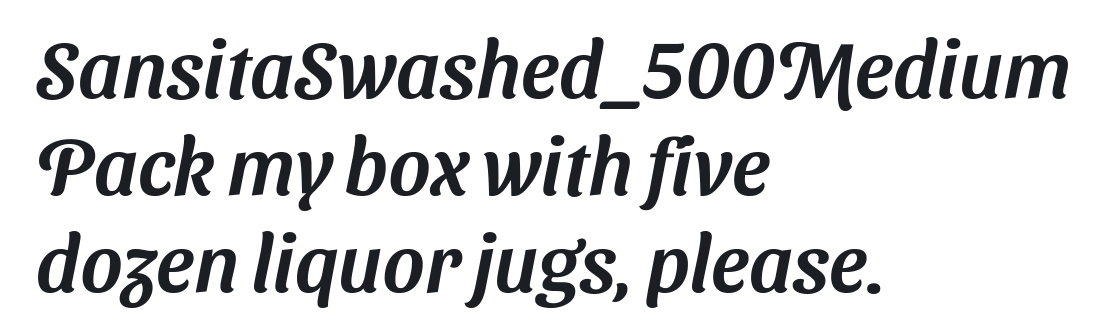 SansitaSwashed_500Medium
Pack my box with five
dozen liquor jugs, please.